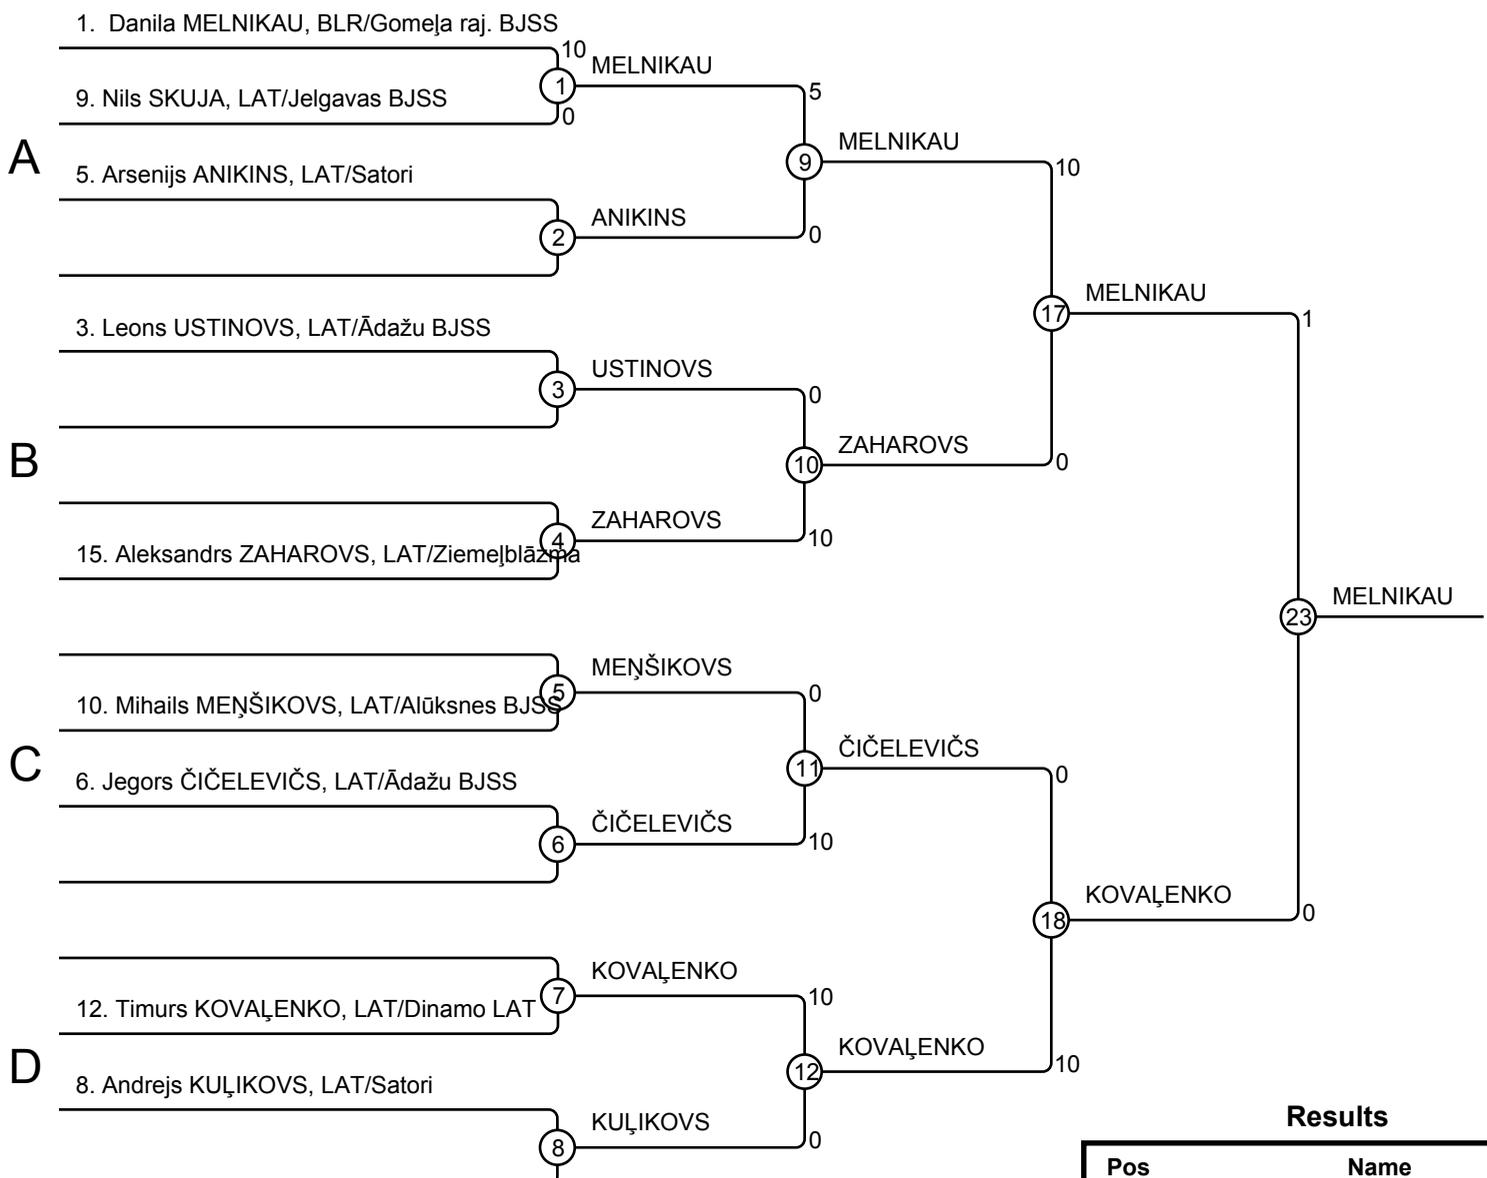 1. Danila MELNIKAU, BLR/Gomeļa raj. BJSS
10
MELNIKAU
1
5
9. Nils SKUJA, LAT/Jelgavas BJSS
0
MELNIKAU
A
9
10
5. Arsenijs ANIKINS, LAT/Satori
ANIKINS
2
0
MELNIKAU
17
1
3. Leons USTINOVS, LAT/Ādažu BJSS
USTINOVS
3
0
ZAHAROVS
B
10
0
ZAHAROVS
4
10
15. Aleksandrs ZAHAROVS, LAT/Ziemeļblāzma
MELNIKAU
23
MEŅŠIKOVS
5
0
10. Mihails MEŅŠIKOVS, LAT/Alūksnes BJSS
ČIČELEVIČS
C
11
0
6. Jegors ČIČELEVIČS, LAT/Ādažu BJSS
ČIČELEVIČS
6
10
KOVAĻENKO
18
0
KOVAĻENKO
7
10
12. Timurs KOVAĻENKO, LAT/Dinamo LAT
KOVAĻENKO
D
12
10
8. Andrejs KUĻIKOVS, LAT/Satori
KUĻIKOVS
8
0
Results
Pos Name